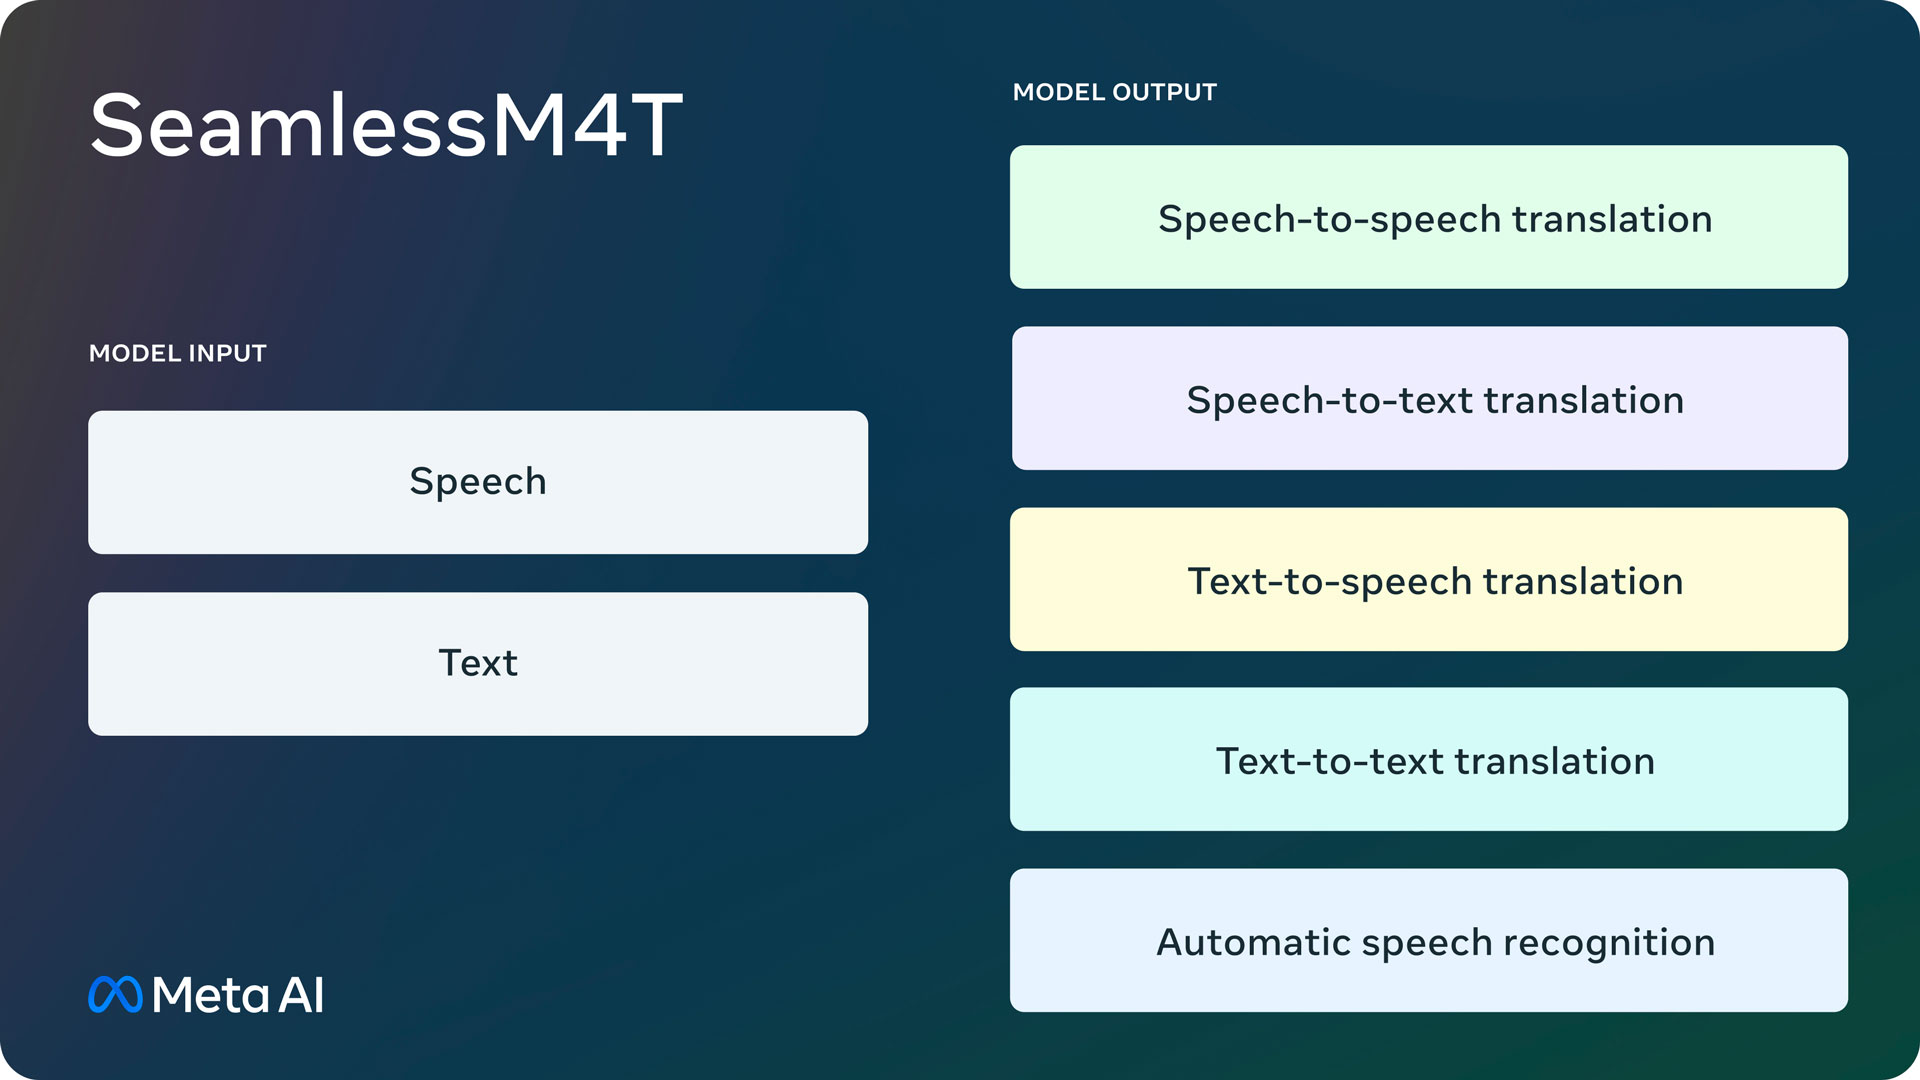 SeamlessM4T
MODEL INPUT
Speech
Text
MODEL OUTPUT
Speech-to-speech translation
Speech-to-text translation
Text-to-speech translation
Text-to-text translation
Automatic speech recognition
Meta AI